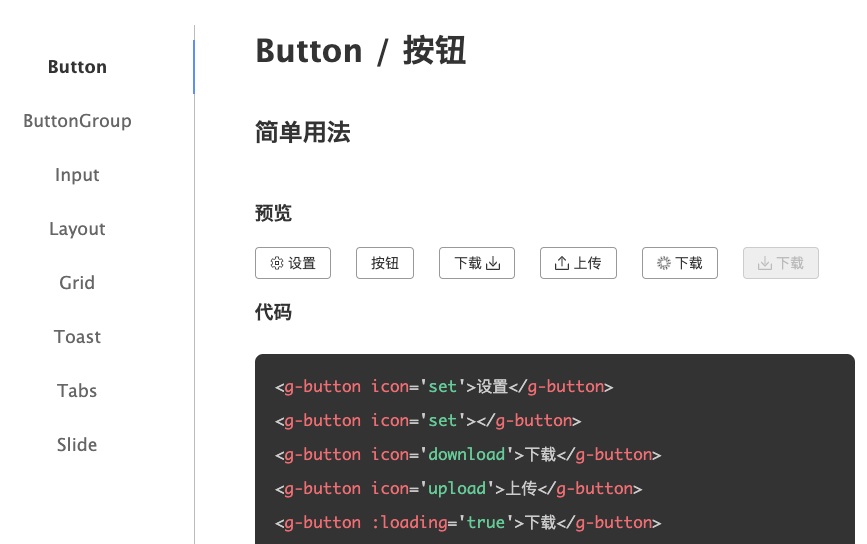 Button
ButtonGroup
Input
Layout
Grid
Toast
Tabs
Slide
Button / 按钮
简单用法
预览
设置 按钮 下载 上传 下载 下载
代码
<g-button icon='set'>设置</g-button>
<g-button icon='set'></g-button>
<g-button icon='download'>下载</g-button>
<g-button icon='upload'>上传</g-button>
<g-button :loading='true'>下载</g-button>